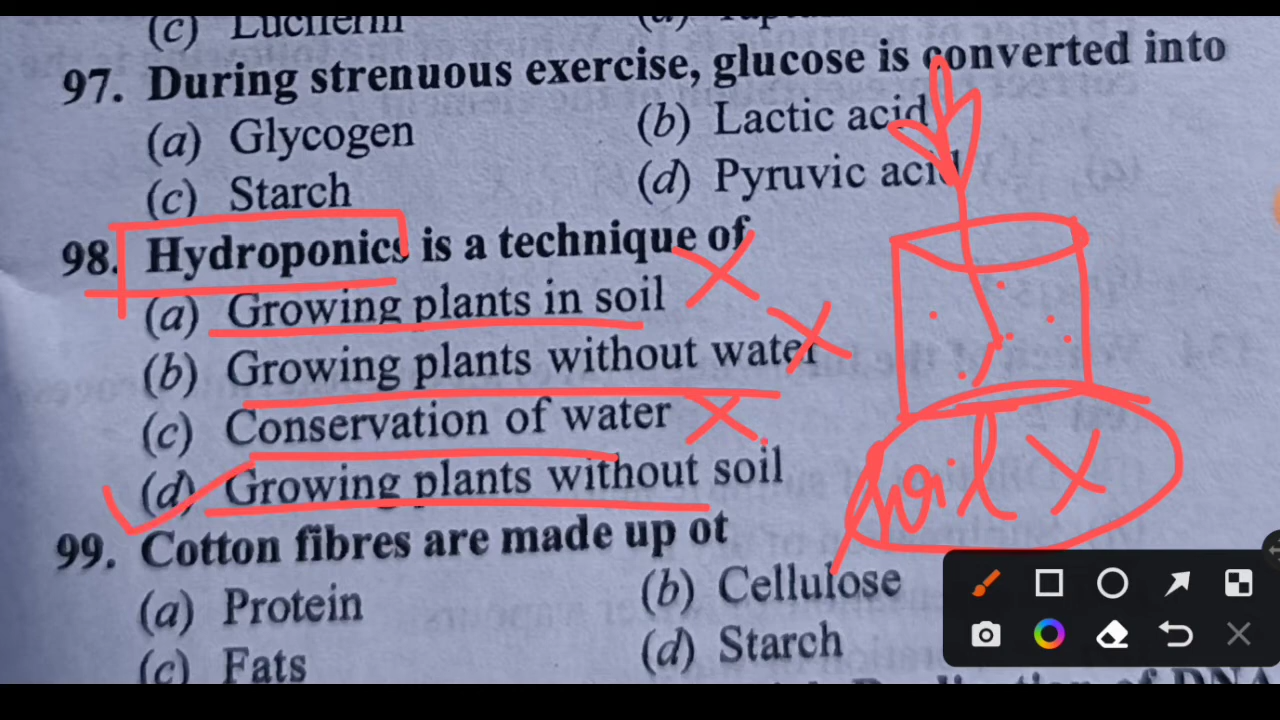 (c) Luciferin
97. During strenuous exercise, glucose is converted into
(a) Glycogen (b) Lactic acid
(c) Starch (d) Pyruvic acid
98. Hydroponics is a technique of
(a) Growing plants in soil
(b) Growing plants without water
(c) Conservation of water
(d) Growing plants without soil
soil
99. Cotton fibres are made up of
(a) Protein (b) Cellulose
(c) Fats (d) Starch